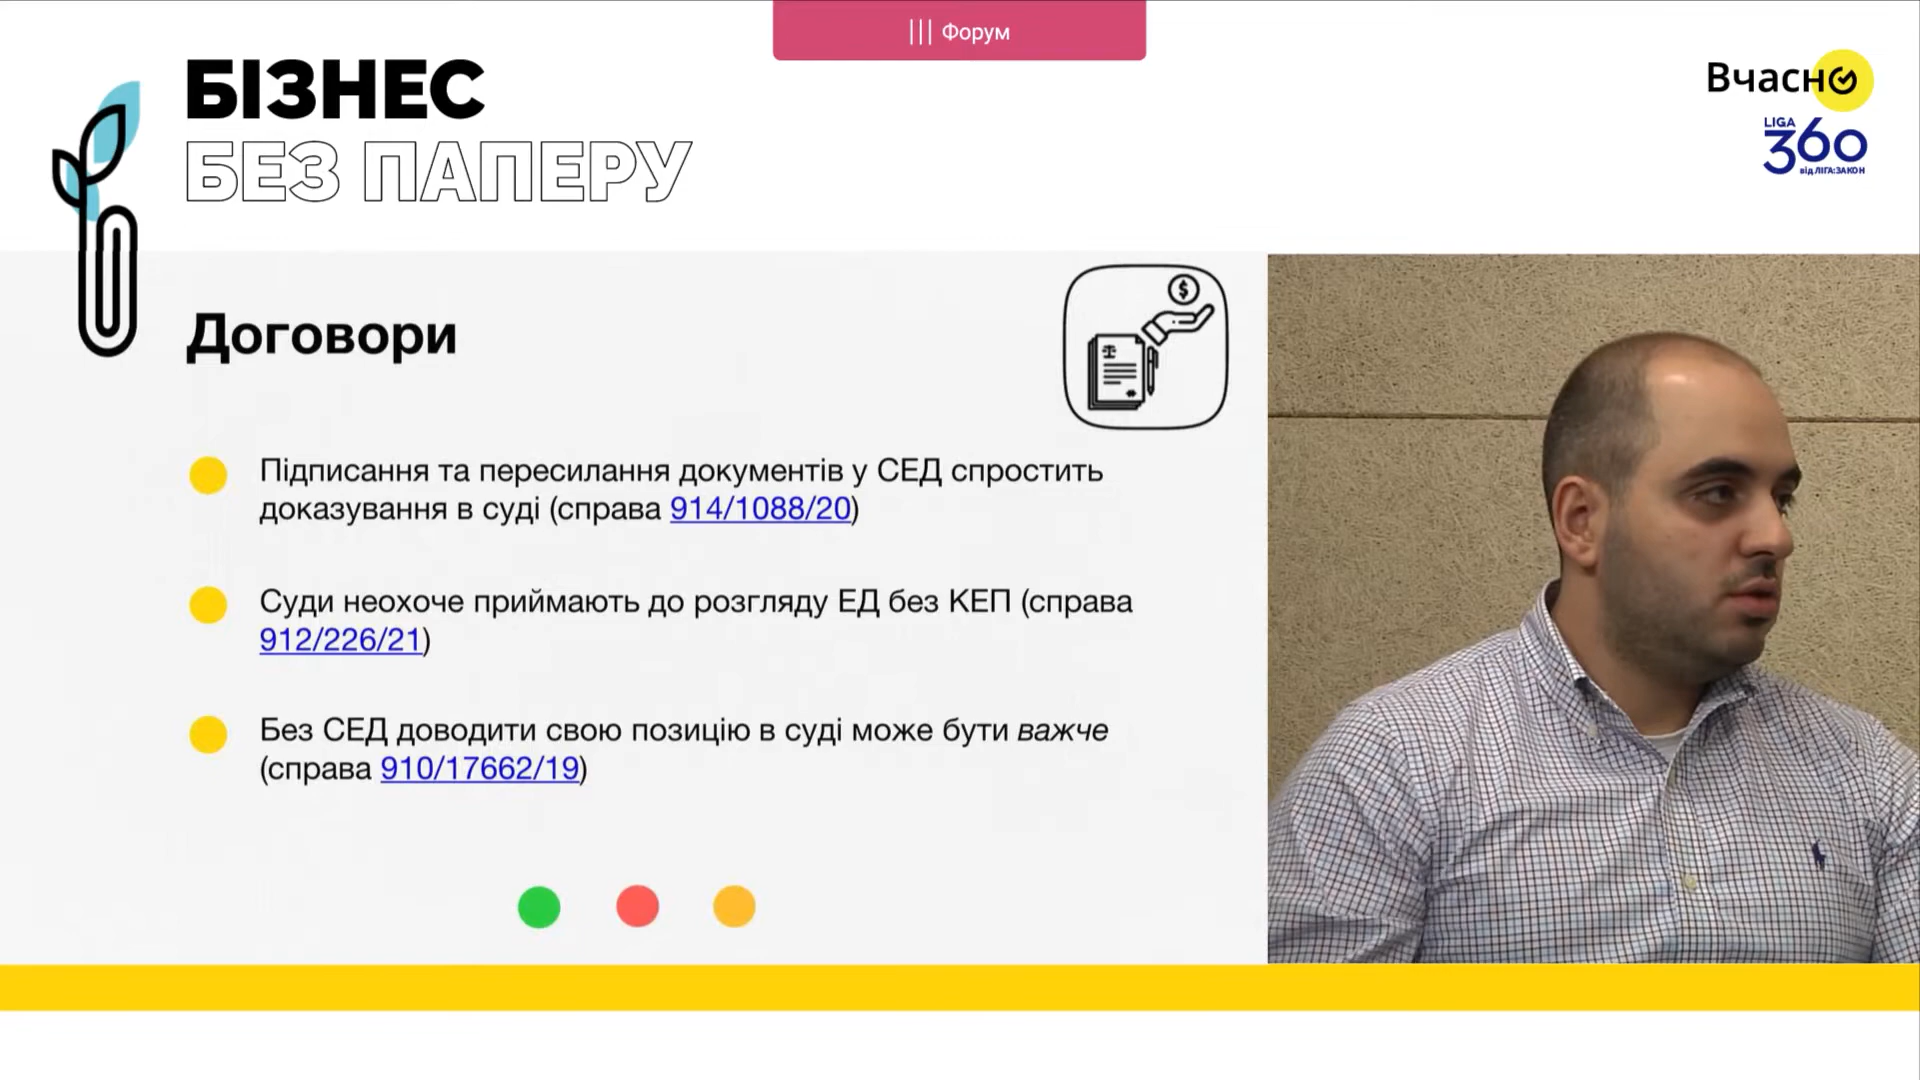 ||| Форум
БІЗНЕС
БЕЗ ПАПЕРУ
Вчасно
LIGA
360
від ЛІГА:ЗАКОН
Договори
Підписання та пересилання документів у СЕД спростить
доказування в суді (справа 914/1088/20)
Суди неохоче приймають до розгляду ЕД без КЕП (справа
912/226/21)
Без СЕД доводити свою позицію в суді може бути важче
(справа 910/17662/19)